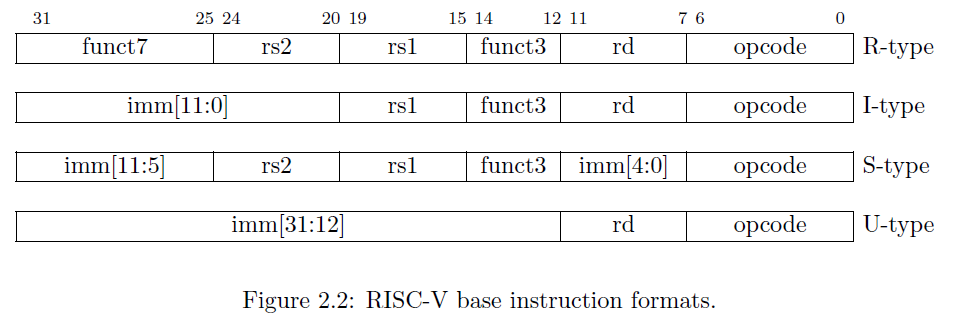 31 25 24 20 19 15 14 12 11 7 6 0
funct7 rs2 rs1 funct3 rd opcode R-type
imm[11:0] rs1 funct3 rd opcode I-type
imm[11:5] rs2 rs1 funct3 imm[4:0] opcode S-type
imm[31:12] rd opcode U-type
Figure 2.2: RISC-V base instruction formats.